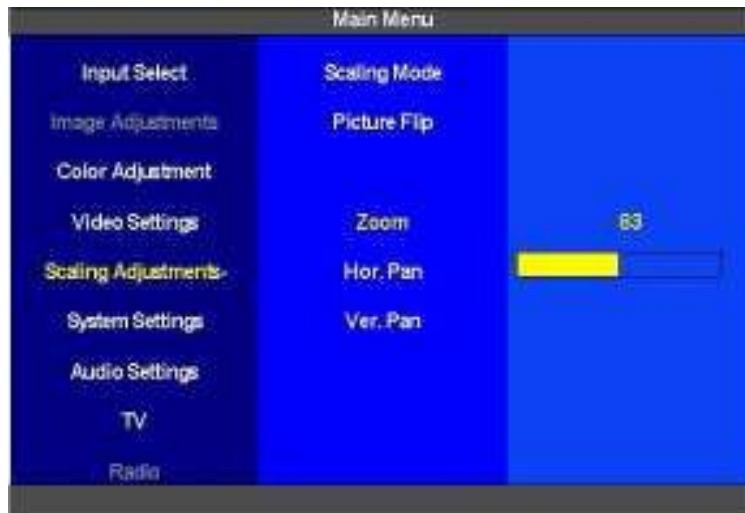 Main Menu
Input Select
Image Adjustments
Color Adjustment
Video Settings
Scaling Adjustments
System Settings
Audio Settings
TV
Radio
Scaling Mode
Picture Flip
Zoom
Hor. Pan
Ver. Pan
83